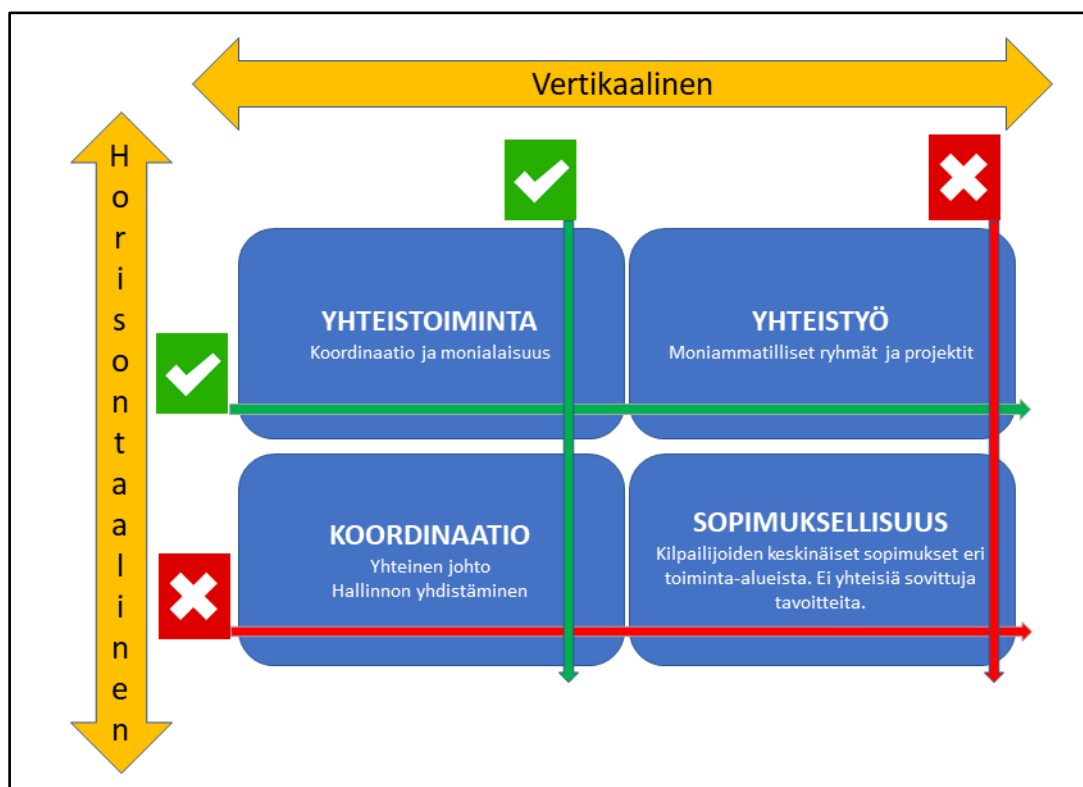 Vertikaalinen
Horisontaalinen
YHTEISTOIMINTA
Koordinaatio ja monialaisuus
YHTEISTYÖ
Moniammatilliset ryhmät ja projektit
KOORDINAATIO
Yhteinen johto
Hallinnon yhdistäminen
SOPIMUKSELLISUUS
Kilpailijoiden keskinäiset sopimukset eri
toiminta-alueista. Ei yhteisiä sovittuja
tavoitteita.